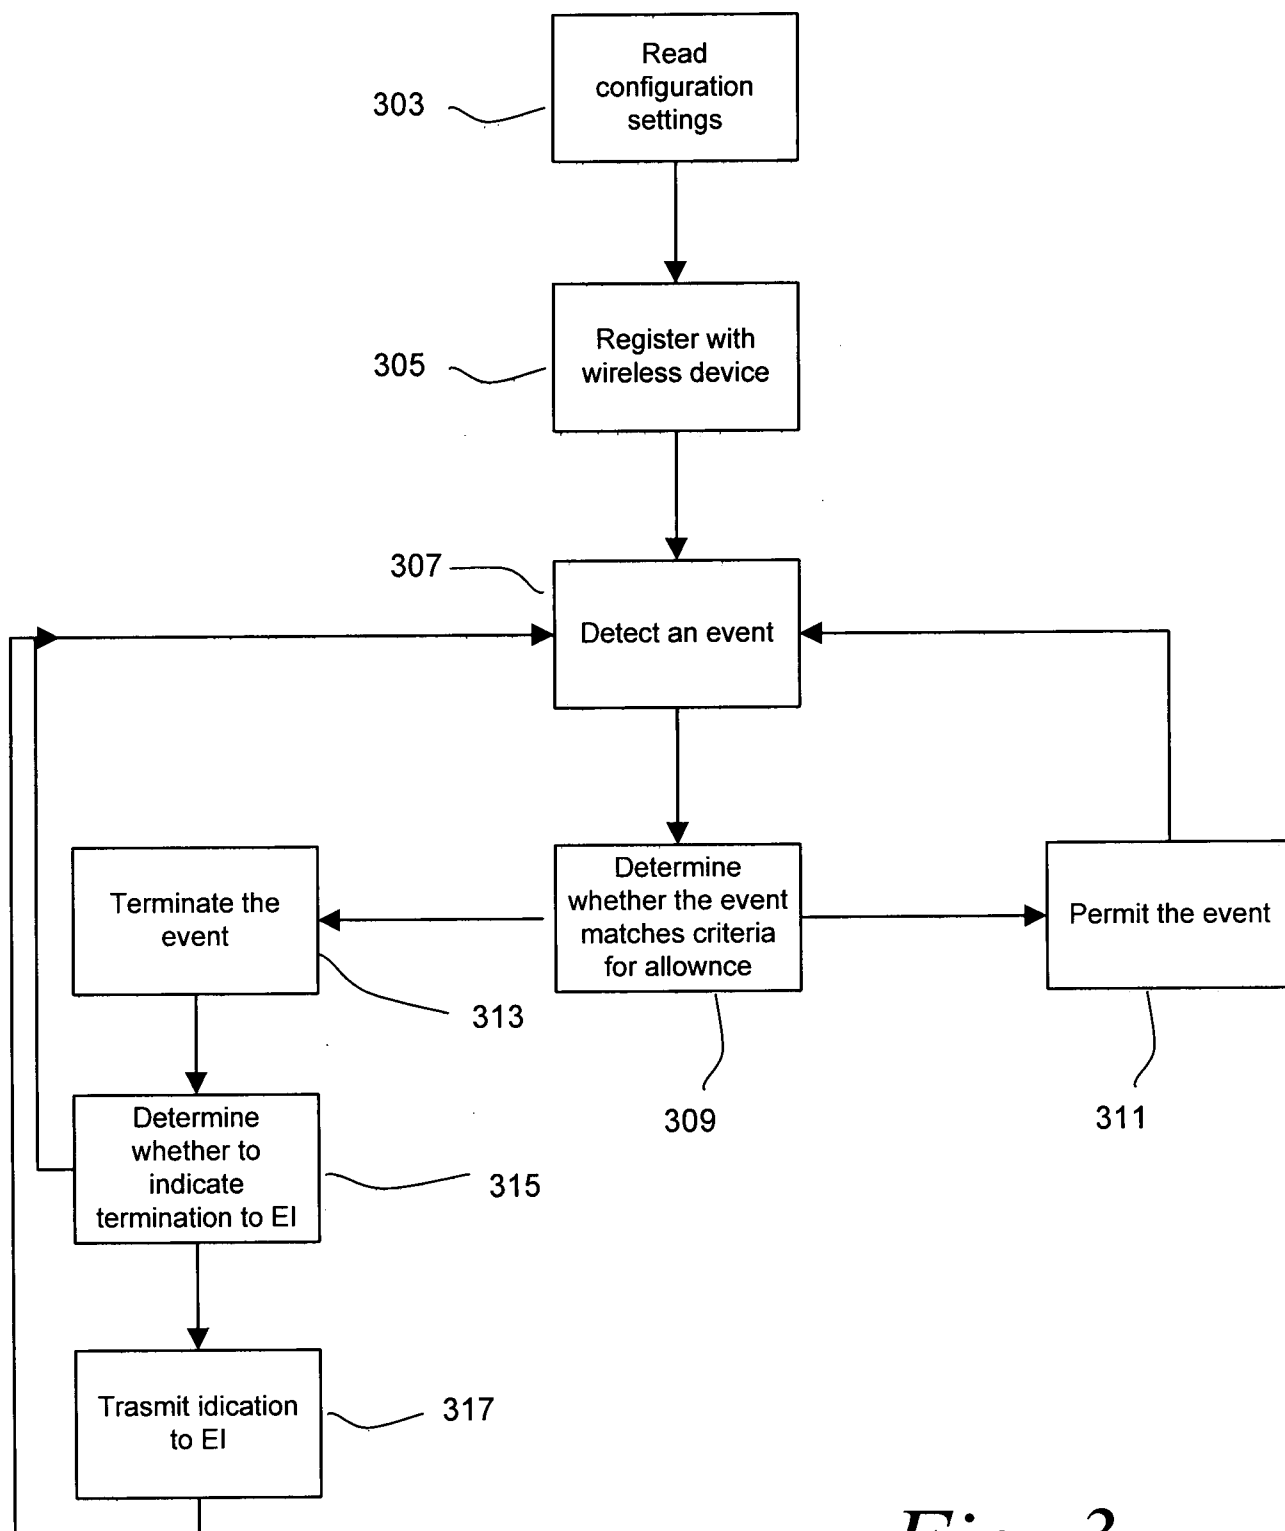 Read
configuration
settings
303
Register with
wireless device
305
307
Detect an event
Terminate the
event
313
Determine
whether the event
matches criteria
for allownce
309
Permit the event
311
Determine
whether to
indicate
termination to EI
315
Trasmit idication
to EI
317
Fig. 3